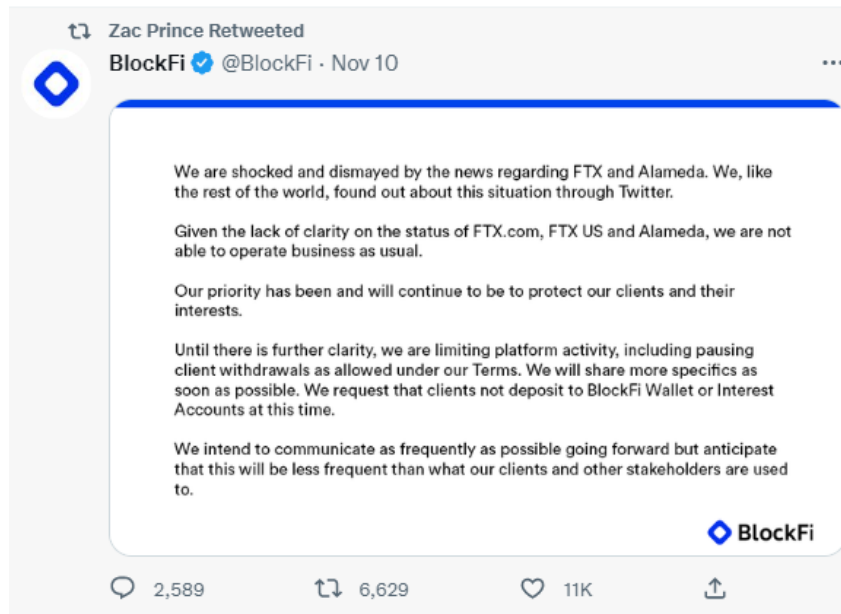 Zac Prince Retweeted
BlockFi @BlockFi · Nov 10
We are shocked and dismayed by the news regarding FTX and Alameda. We, like
the rest of the world, found out about this situation through Twitter.
Given the lack of clarity on the status of FTX.com, FTX US and Alameda, we are not
able to operate business as usual.
Our priority has been and will continue to be to protect our clients and their
interests.
Until there is further clarity, we are limiting platform activity, including pausing
client withdrawals as allowed under our Terms. We will share more specifics as
soon as possible. We request that clients not deposit to BlockFi Wallet or Interest
Accounts at this time.
We intend to communicate as frequently as possible going forward but anticipate
that this will be less frequent than what our clients and other stakeholders are used
to.
BlockFi
2,589 6,629 11K